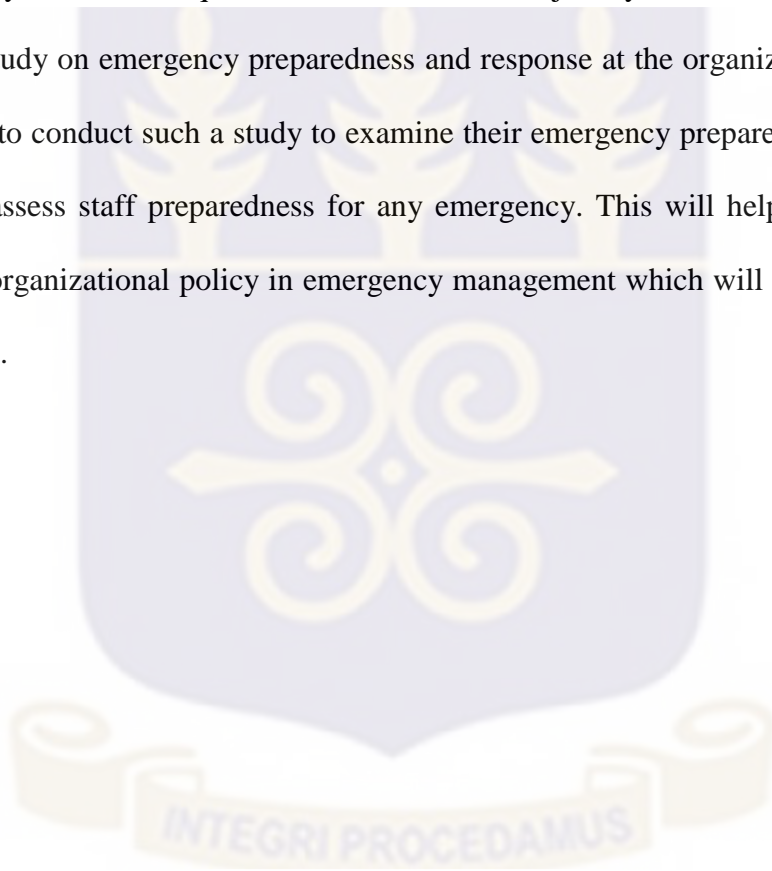 udy on emergency preparedness and response at the organiz
to conduct such a study to examine their emergency prepare
assess staff preparedness for any emergency. This will help
organizational policy in emergency management which will
.
INTEGRI PROCEDAMUS